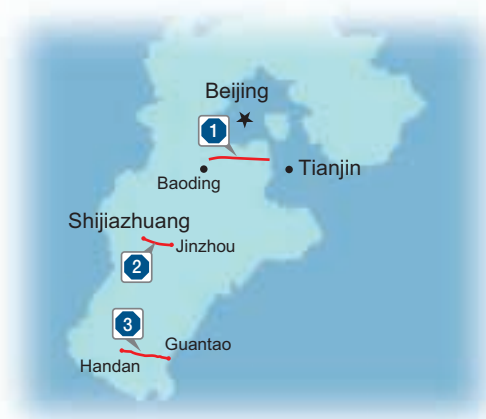 Beijing
1
Tianjin
Baoding
Shijiazhuang
Jinzhou
2
3
Guantao
Handan